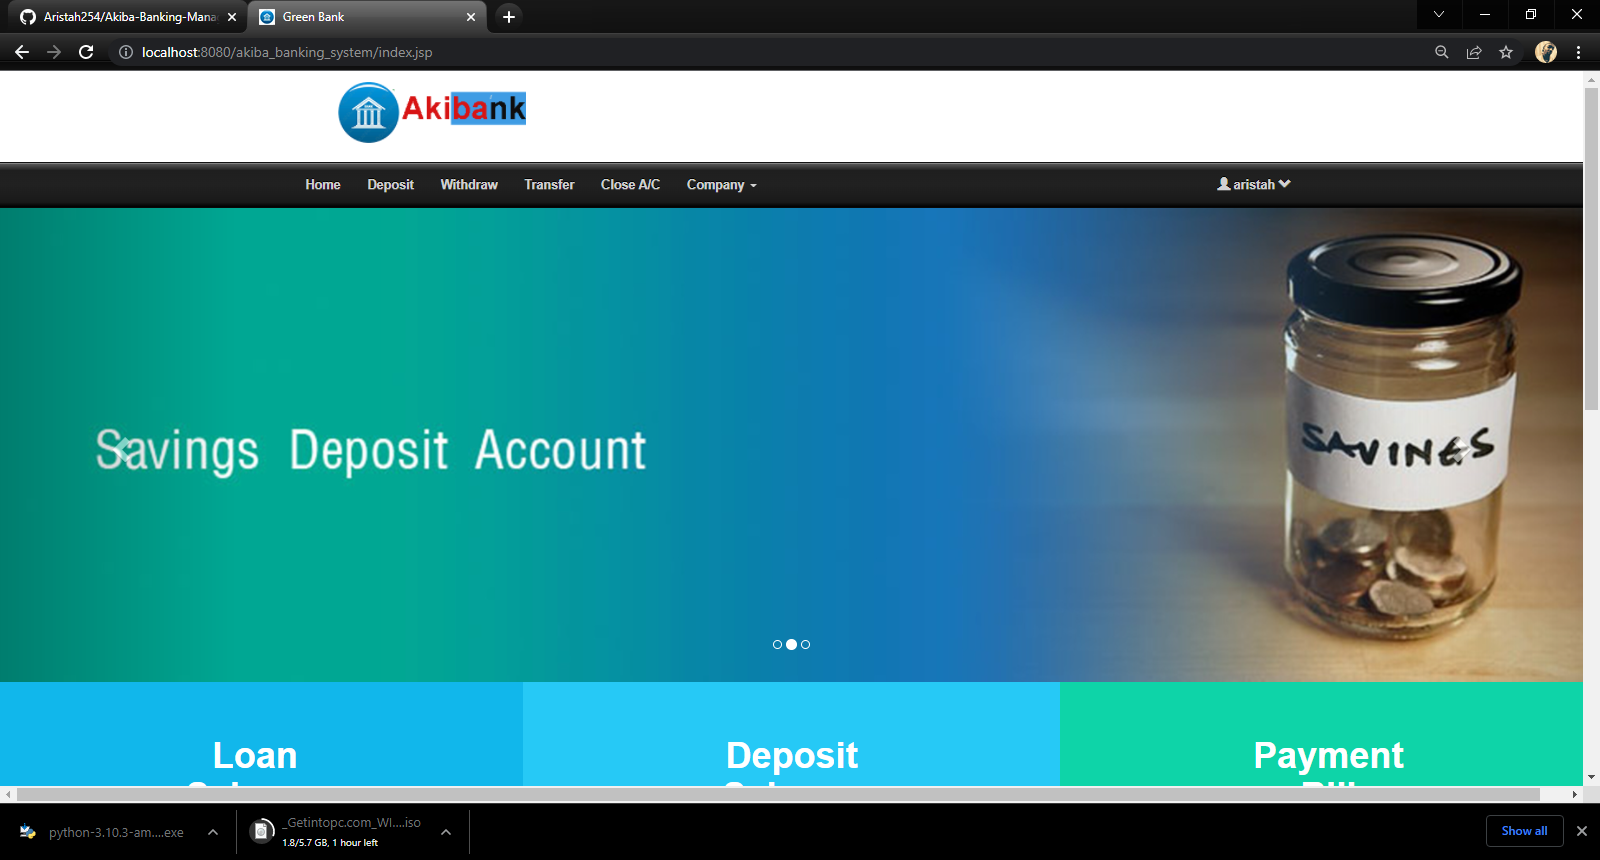 Aristah254/Akiba-Banking-Mana
Green Bank
localhost:8080/akiba_banking_system/index.jsp
Akibank
Home Deposit Withdraw Transfer Close A/C Company aristah
Savings Deposit Account
SAVINGS
Loan Deposit Payment
python-3.10.3-am....exe
_Getintopc.com_WI....iso
1.8/5.7 GB, 1 hour left
Show all